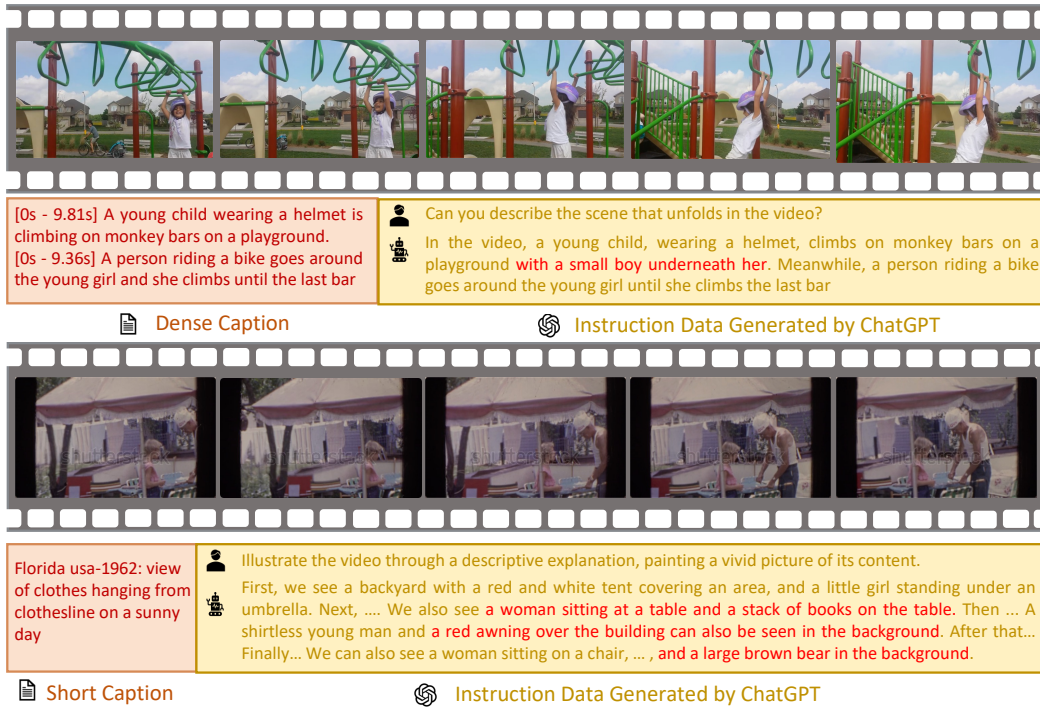 [0s - 9.81s] A young child wearing a helmet is
climbing on monkey bars on a playground.
[0s - 9.36s] A person riding a bike goes around
the young girl and she climbs until the last bar
Can you describe the scene that unfolds in the video?
In the video, a young child, wearing a helmet, climbs on monkey bars on a
playground with a small boy underneath her. Meanwhile, a person riding a bike
goes around the young girl until she climbs the last bar
Dense Caption
Instruction Data Generated by ChatGPT
shutterstock
shutterstock
shutterstock
shutterstock
shutterstock
Florida usa-1962: view
of clothes hanging from
clothesline on a sunny
day
Illustrate the video through a descriptive explanation, painting a vivid picture of its content.
First, we see a backyard with a red and white tent covering an area, and a little girl standing under an
umbrella. Next, .... We also see a woman sitting at a table and a stack of books on the table. Then ... A
shirtless young man and a red awning over the building can also be seen in the background. After that...
Finally... We can also see a woman sitting on a chair, ... , and a large brown bear in the background.
Short Caption
Instruction Data Generated by ChatGPT